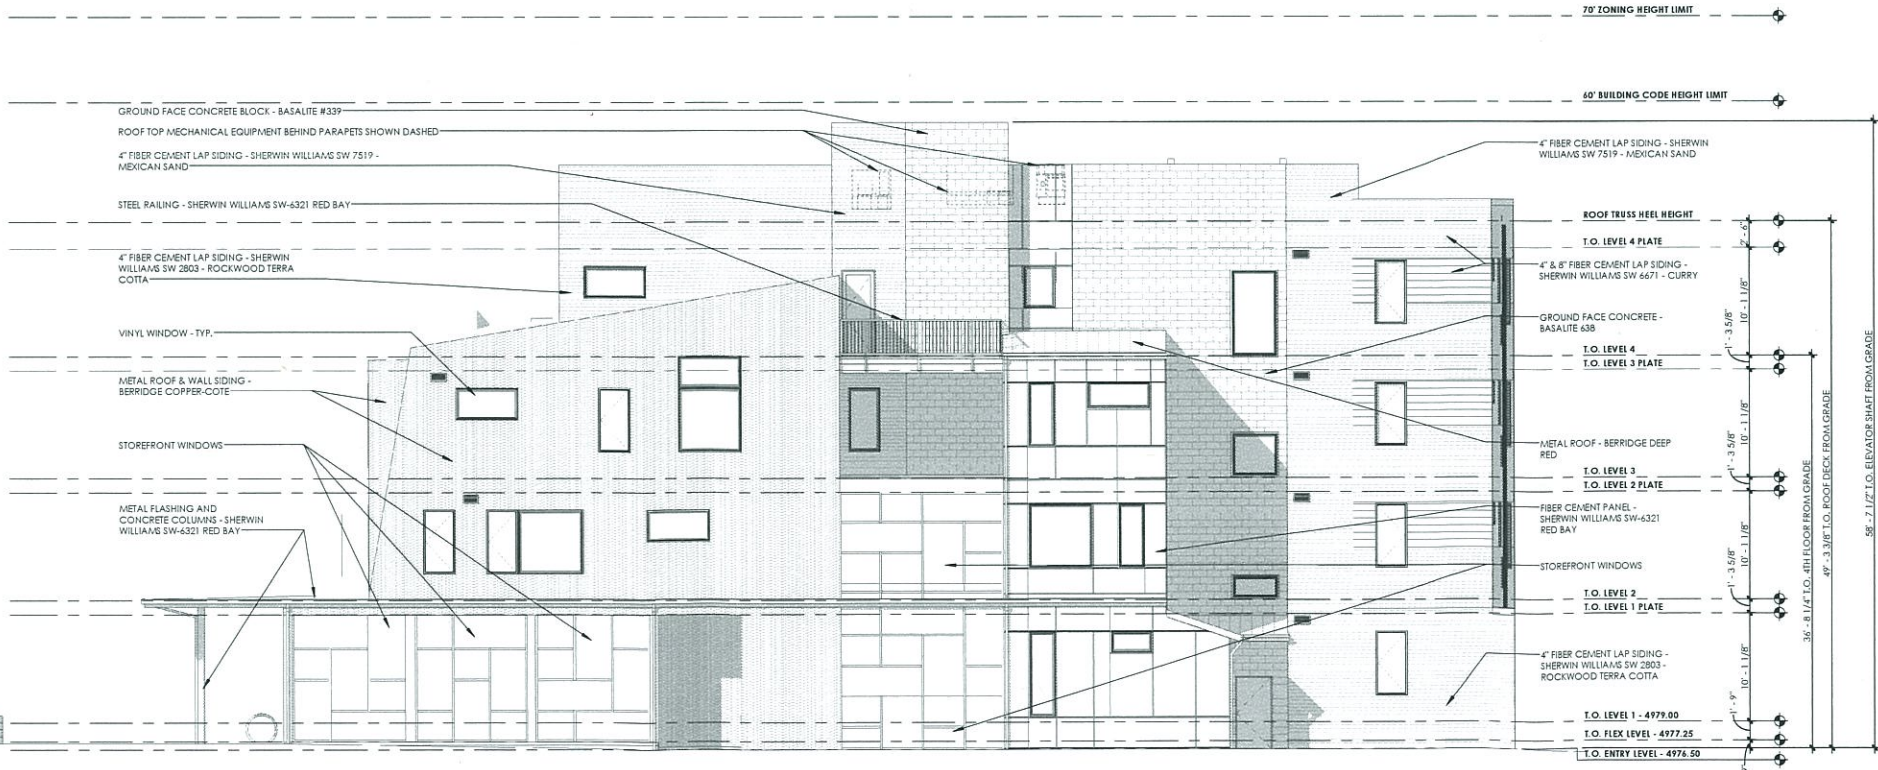 70' ZONING HEIGHT LIMIT
60' BUILDING CODE HEIGHT LIMIT
GROUND FACE CONCRETE BLOCK - BASALITE #339
ROOF TOP MECHANICAL EQUIPMENT BEHIND PARAPETS SHOWN DASHED
4" FIBER CEMENT LAP SIDING - SHERWIN WILLIAMS SW 7519 -
MEXICAN SAND
STEEL RAILING - SHERWIN WILLIAMS SW-6321 RED BAY
4" FIBER CEMENT LAP SIDING - SHERWIN
WILLIAMS SW 2803 - ROCKWOOD TERRA
COTTA
VINYL WINDOW - TYP.
METAL ROOF & WALL SIDING -
BERRIDGE COPPER-COTE
STOREFRONT WINDOWS
METAL FLASHING AND
CONCRETE COLUMNS - SHERWIN
WILLIAMS SW-6321 RED BAY
4" FIBER CEMENT LAP SIDING - SHERWIN
WILLIAMS SW 7519 - MEXICAN SAND
ROOF TRUSS HEEL HEIGHT
T.O. LEVEL 4 PLATE
4" & 8" FIBER CEMENT LAP SIDING -
SHERWIN WILLIAMS SW 6671 - CURRY
GROUND FACE CONCRETE -
BASALITE 638
T.O. LEVEL 4
T.O. LEVEL 3 PLATE
METAL ROOF - BERRIDGE DEEP
RED
T.O. LEVEL 3
T.O. LEVEL 2 PLATE
FIBER CEMENT PANEL -
SHERWIN WILLIAMS SW-6321
RED BAY
STOREFRONT WINDOWS
T.O. LEVEL 2
T.O. LEVEL 1 PLATE
4" FIBER CEMENT LAP SIDING -
SHERWIN WILLIAMS SW 2803 -
ROCKWOOD TERRA COTTA
T.O. LEVEL 1 - 4979.00
T.O. FLEX LEVEL - 4977.25
T.O. ENTRY LEVEL - 4976.50
2' - 6"
10' - 1 1/8"
1' - 3 5/8"
10' - 1 1/8"
1' - 3 5/8"
10' - 1 1/8"
1' - 3 5/8"
10' - 1 1/8"
1' - 9"
36' - 8 1/4" T.O. 4TH FLOOR FROM GRADE
49' - 3 3/8" T.O. ROOF DECK FROM GRADE
58' - 7 1/2" T.O. ELEVATOR SHAFT FROM GRADE